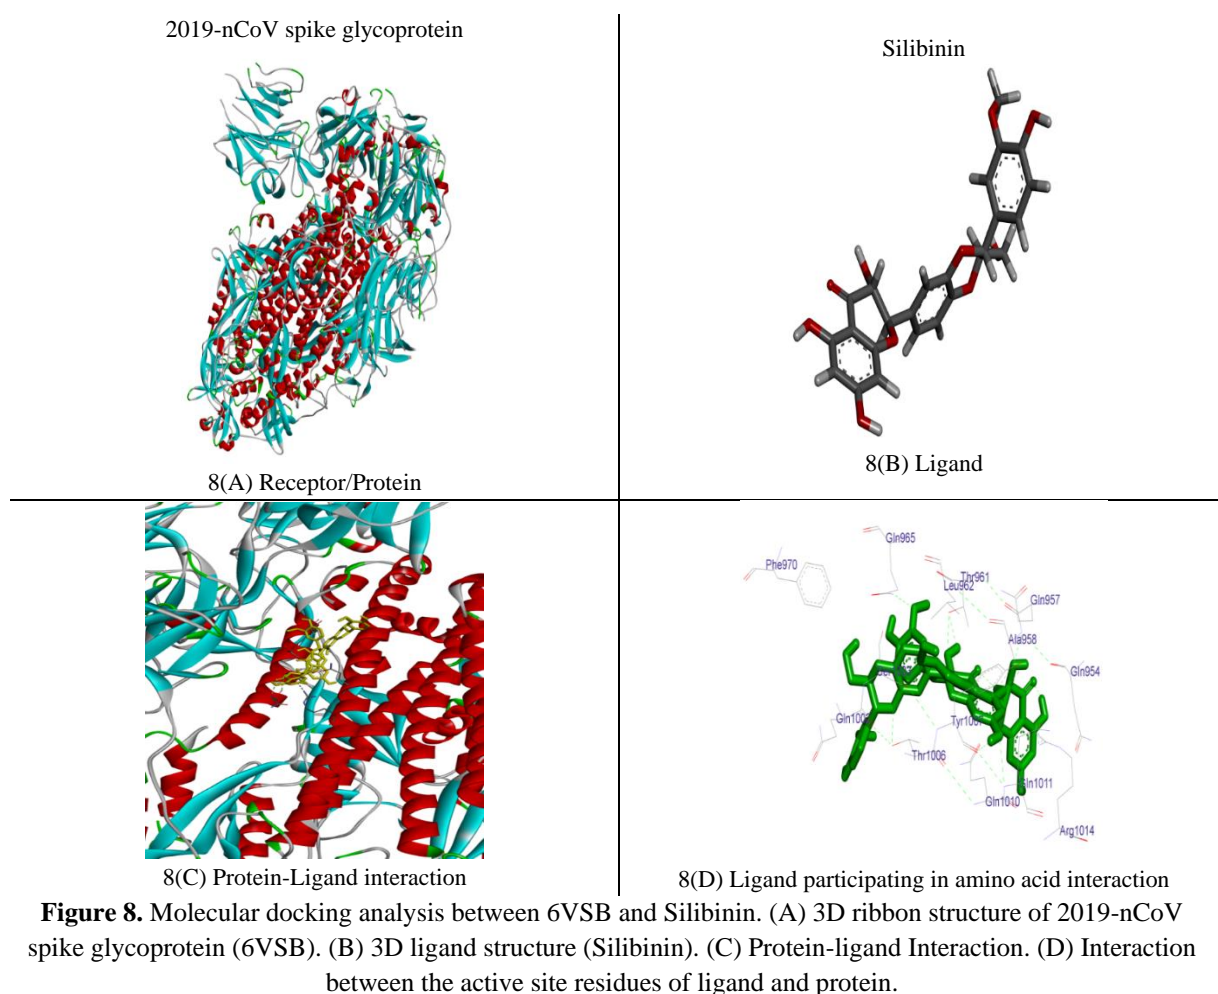 2019-nCoV spike glycoprotein
8(A) Receptor/Protein
Silibinin
8(B) Ligand
8(C) Protein-Ligand interaction
Gln965
Phe970
Thr961
Leu962
Gln957
Ala958
Gln954
Thr1006
Gln1011
Gln1010
Arg1014
8(D) Ligand participating in amino acid interaction
Figure 8. Molecular docking analysis between 6VSB and Silibinin. (A) 3D ribbon structure of 2019-nCoV
spike glycoprotein (6VSB). (B) 3D ligand structure (Silibinin). (C) Protein-ligand Interaction. (D) Interaction
between the active site residues of ligand and protein.